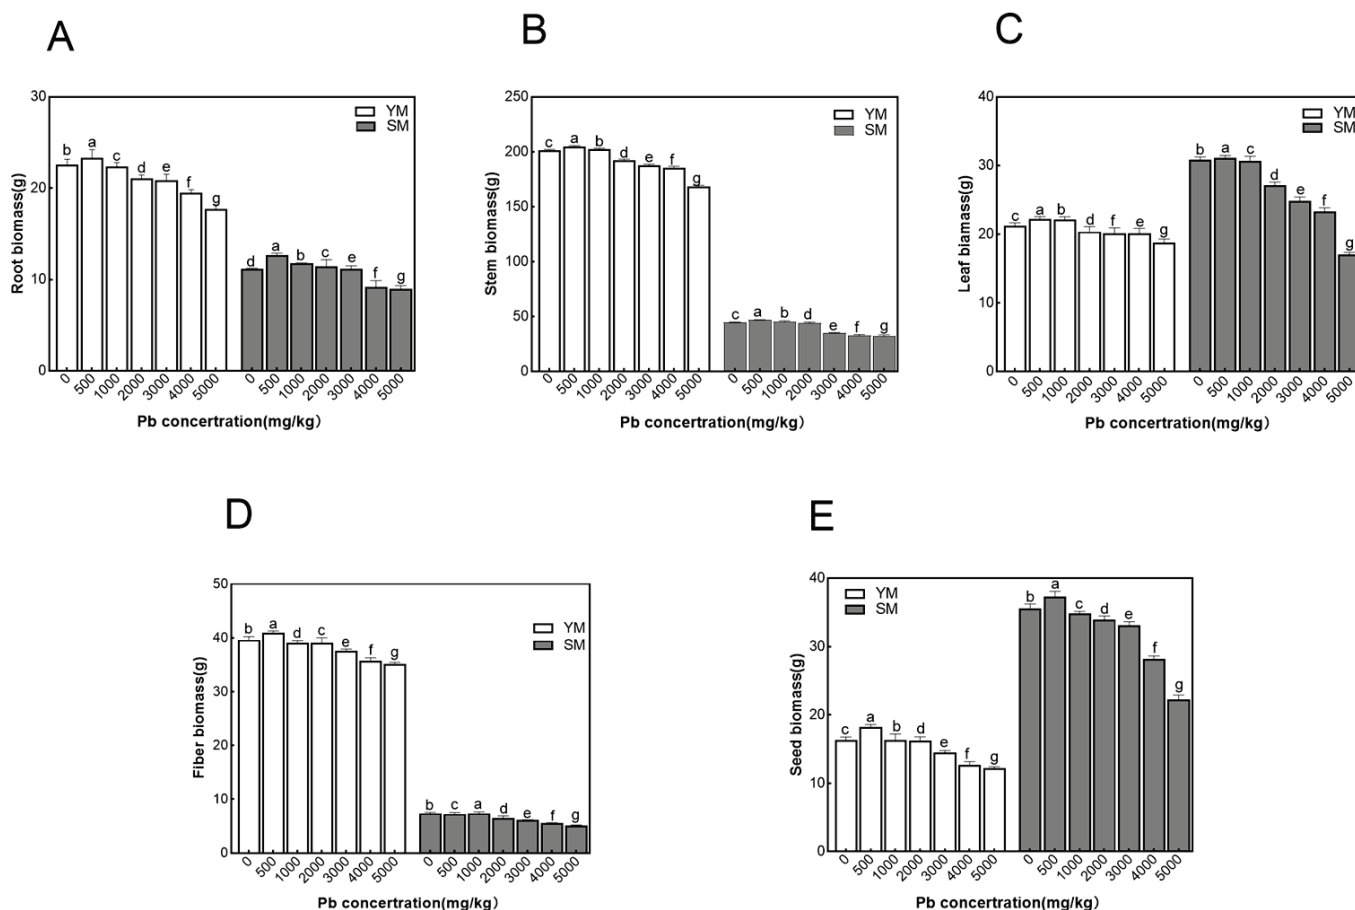 A
B
C
30
20
10
0
Root biomass(g)
YM
SM
b a c d e f g
d a b c e f g
0 500 1000 2000 3000 4000 5000 0 500 1000 2000 3000 4000 5000
Pb concertration(mg/kg）
250
200
150
100
50
0
Stem biomass(g)
YM
SM
c a b d e f g
c a b d e f g
0 500 1000 2000 3000 4000 5000 0 500 1000 2000 3000 4000 5000
Pb concertration(mg/kg）
40
30
20
10
0
Leaf biamass(g)
YM
SM
c a b d f e g
b a c d e f g
0 500 1000 2000 3000 4000 5000 0 500 1000 2000 3000 4000 5000
Pb concertration(mg/kg）
D
E
50
40
30
20
10
0
Fiber biomass(g)
YM
SM
b a d c e f g
b c a d e f g
0 500 1000 2000 3000 4000 5000 0 500 1000 2000 3000 4000 5000
Pb concertration(mg/kg)
40
30
20
10
0
Seed biomass(g)
YM
SM
c a b d e f g
b a c d e f g
0 500 1000 2000 3000 4000 5000 0 500 1000 2000 3000 4000 5000
Pb concertration(mg/kg)